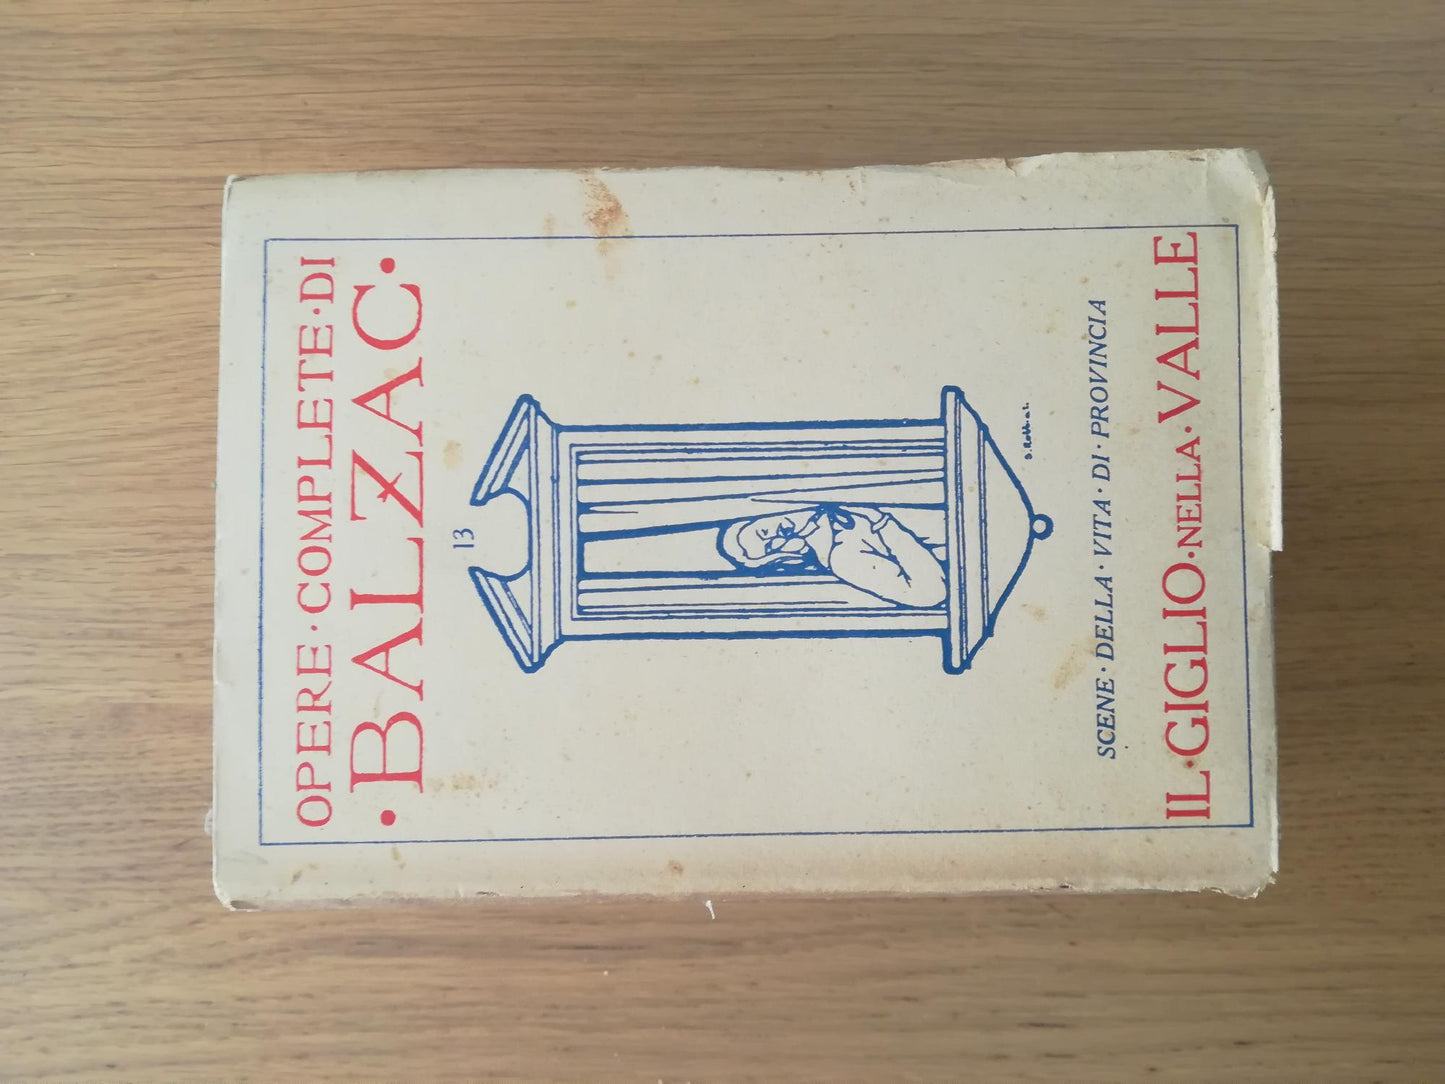 OPERE · COMPLETE · DI
· BALZAC ·
13
SCENE · DELLA · VITA · DI · PROVINCIA
IL · GIGLIO · NELLA · VALLE